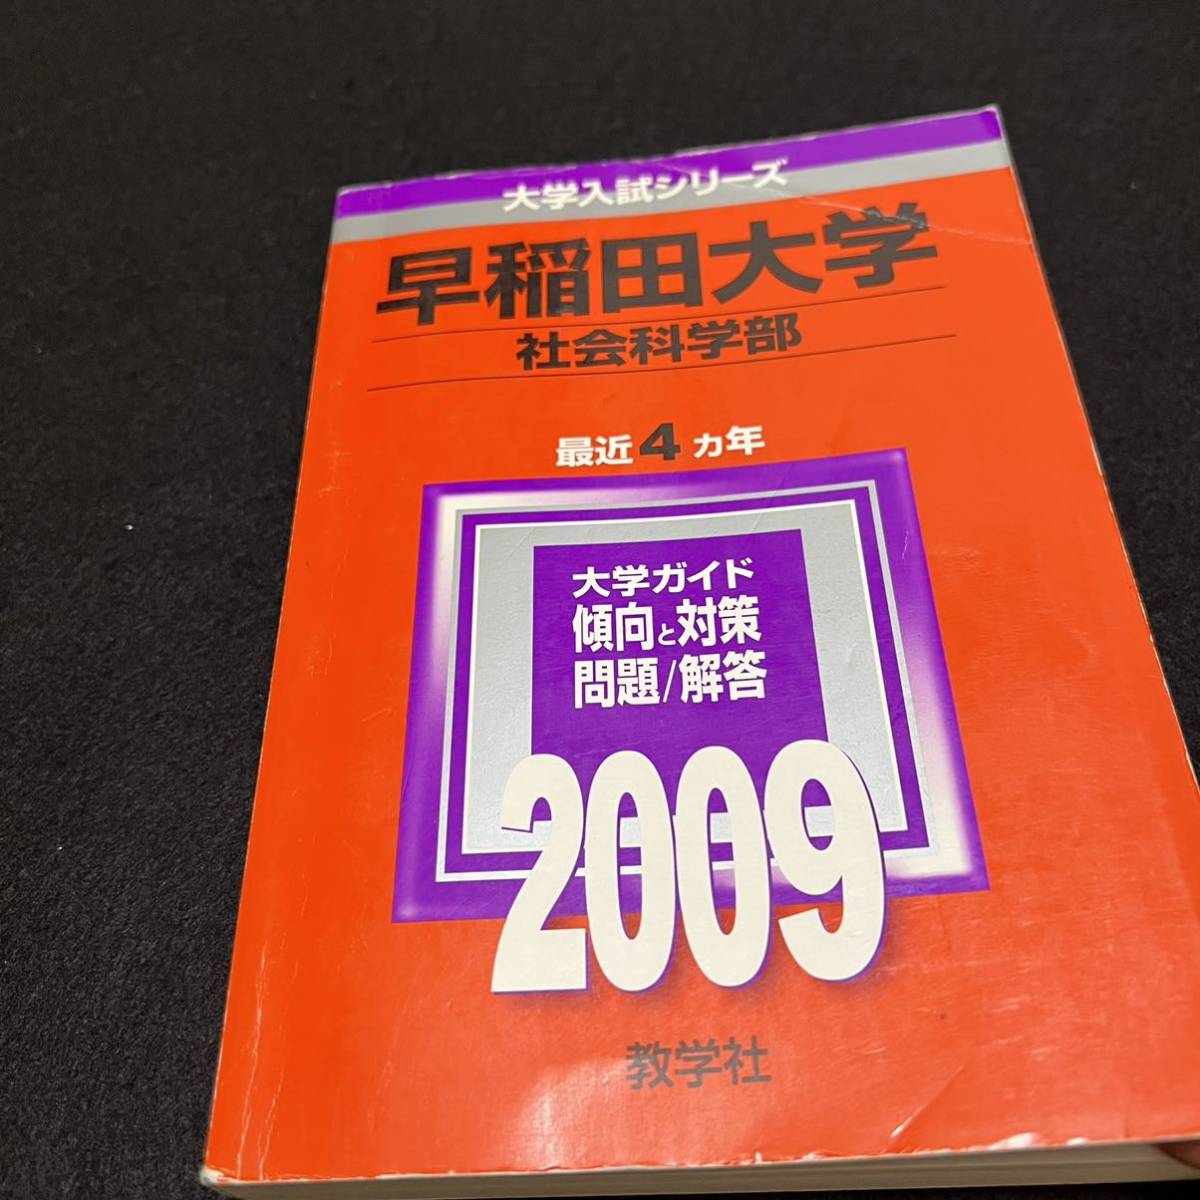 大学入試シリーズ
早稲田大学
社会科学部
最近4ヵ年
大学ガイド
傾向と対策
問題/解答
2009
教学社